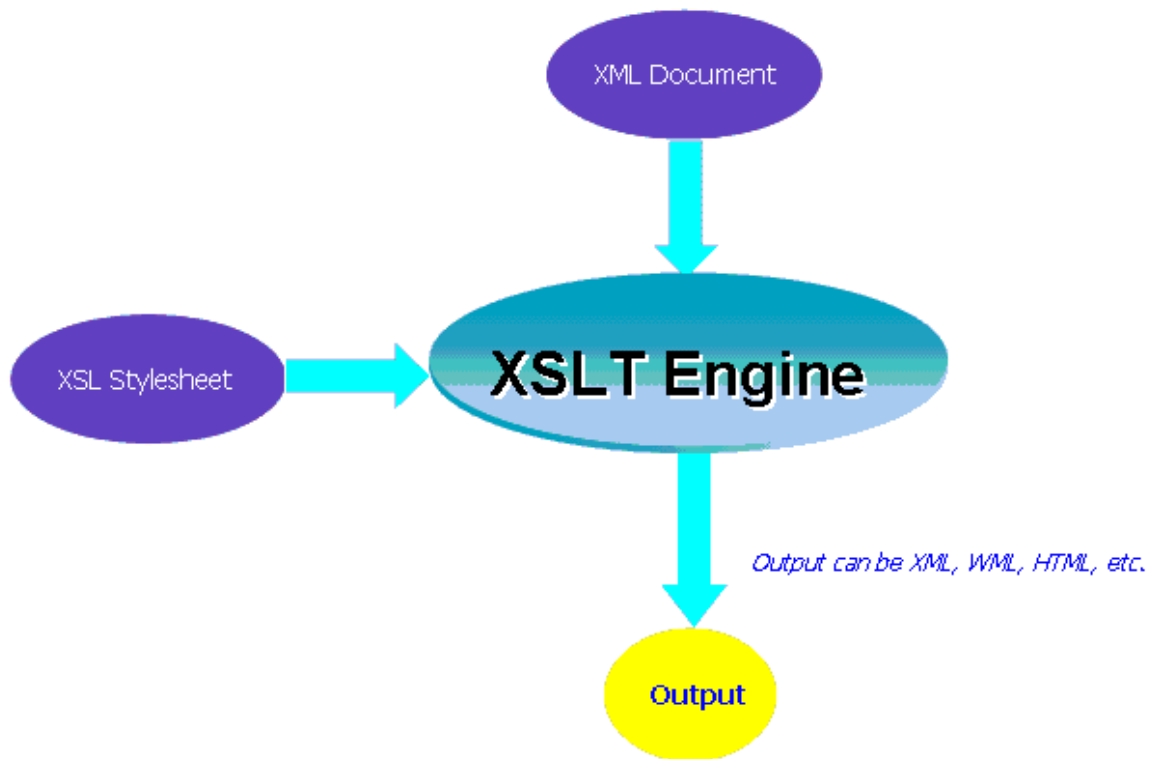 XML Document
XSL Stylesheet
XSLT Engine
Output can be XML, WML, HTML, etc.
Output